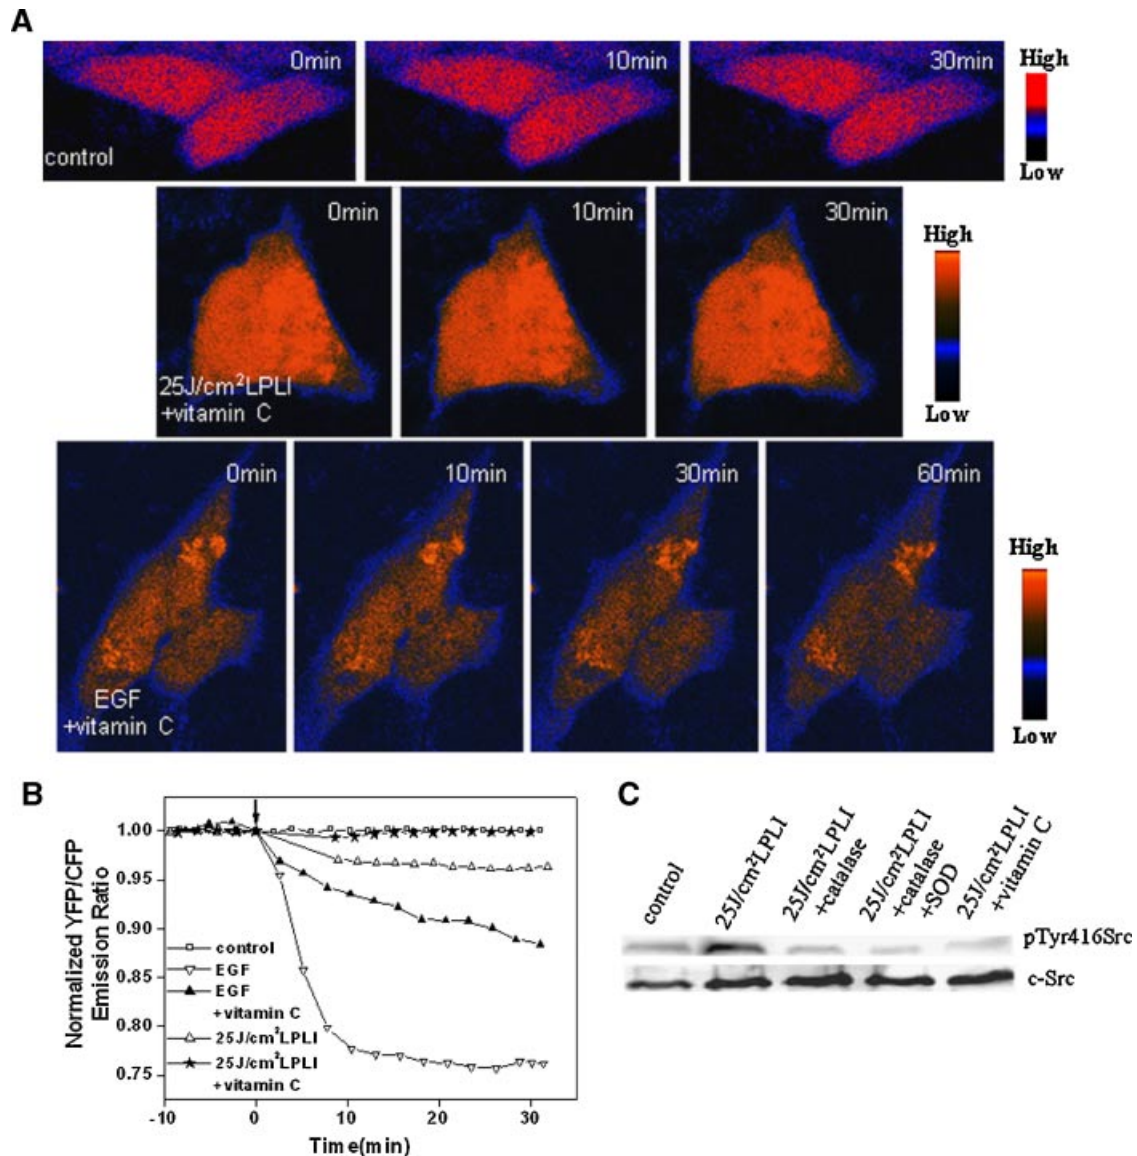 A
0min
10min
30min
control
High
Low
0min
10min
30min
25J/cm²LPLI
+vitamin C
High
Low
0min
10min
30min
60min
EGF
+vitamin C
High
Low
B
Normalized YFP/CFP
Emission Ratio
1.00
0.95
0.90
0.85
0.80
0.75
control
EGF
EGF
+vitamin C
25J/cm²LPLI
25J/cm²LPLI
+vitamin C
-10
0
10
20
30
Time(min)
C
control
25J/cm²LPLI
25J/cm²LPLI
+catalase
25J/cm²LPLI
+catalase
+SOD
25J/cm²LPLI
+vitamin C
pTyr416Src
c-Src